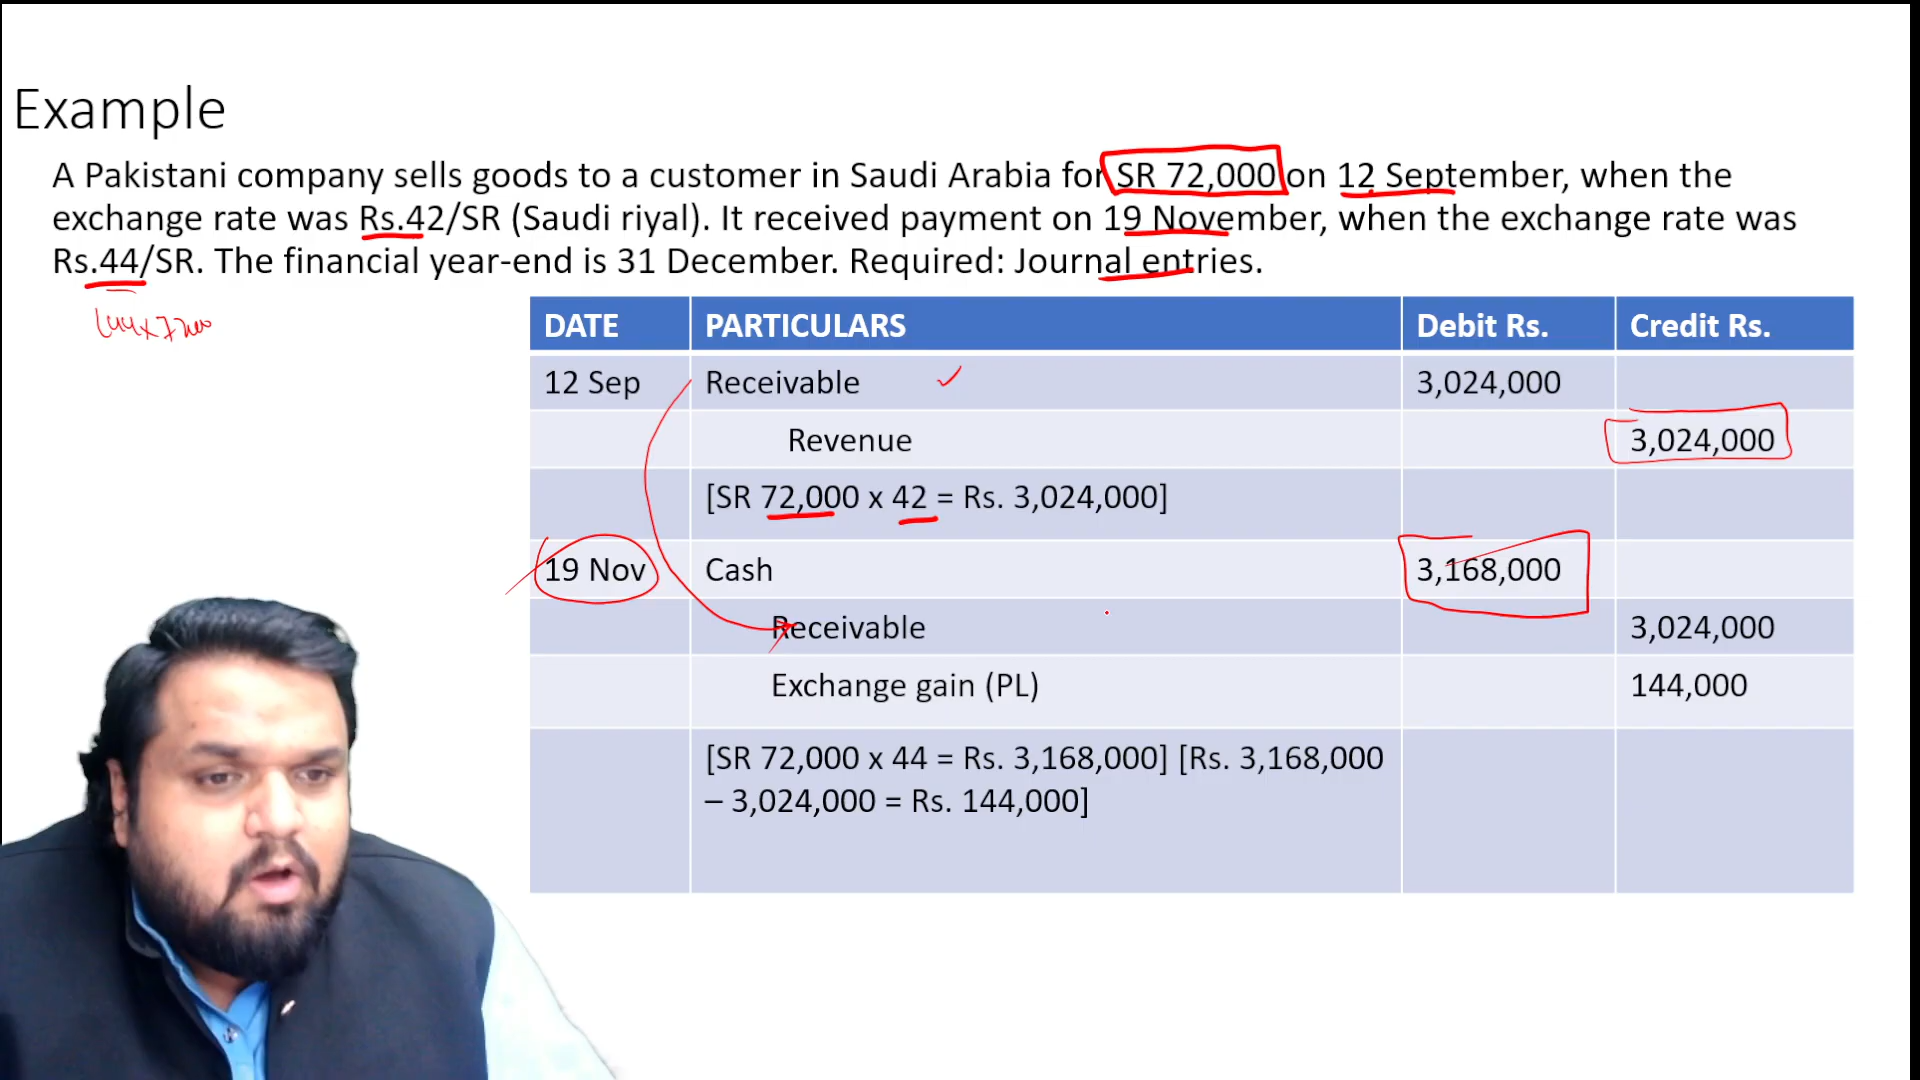 Example
A Pakistani company sells goods to a customer in Saudi Arabia for SR 72,000 on 12 September, when the
exchange rate was Rs.42/SR (Saudi riyal). It received payment on 19 November, when the exchange rate was
Rs.44/SR. The financial year-end is 31 December. Required: Journal entries.
DATE PARTICULARS Debit Rs. Credit Rs.
12 Sep Receivable 3,024,000
Revenue 3,024,000
[SR 72,000 x 42 = Rs. 3,024,000]
19 Nov Cash 3,168,000
Receivable 3,024,000
Exchange gain (PL) 144,000
[SR 72,000 x 44 = Rs. 3,168,000] [Rs. 3,168,000
– 3,024,000 = Rs. 144,000]